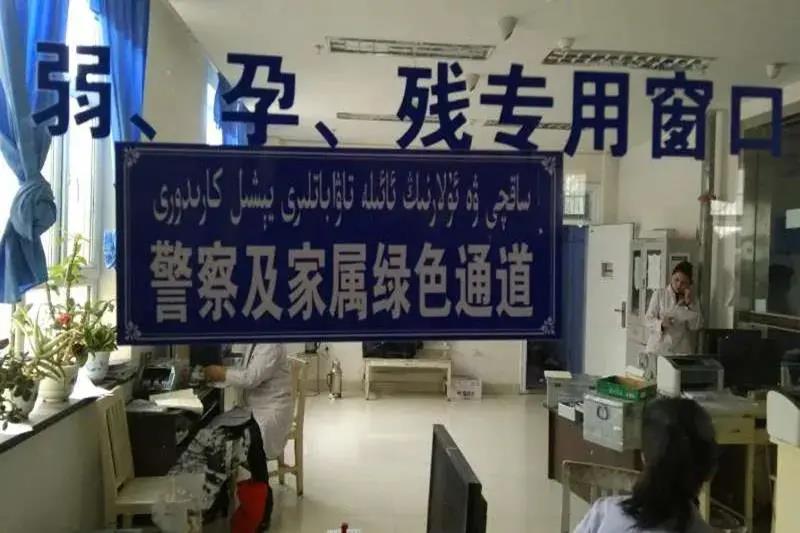 弱、孕、残专用窗口
ساقچى ۋە ئۇلارنىڭ ئائىلە تاۋاباتلىرى يېشىل كارىدورى
警察及家属绿色通道